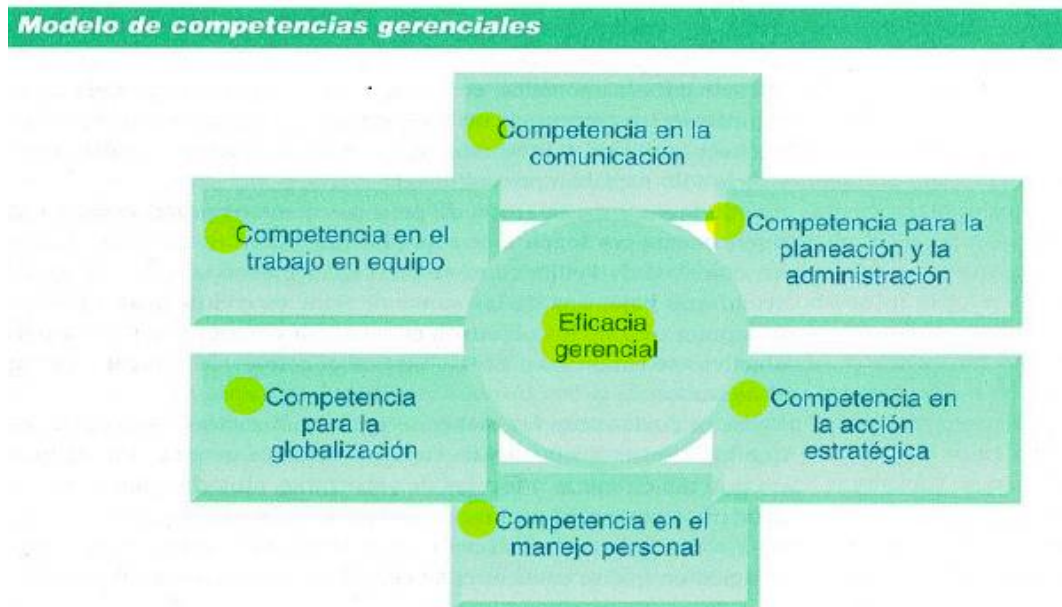 Modelo de competencias gerenciales
Competencia en la
comunicación
Competencia en el
trabajo en equipo
Competencia para la
planeación y la
administración
Eficacia
gerencial
Competencia
para la
globalización
Competencia en
la acción
estratégica
Competencia en el
manejo personal